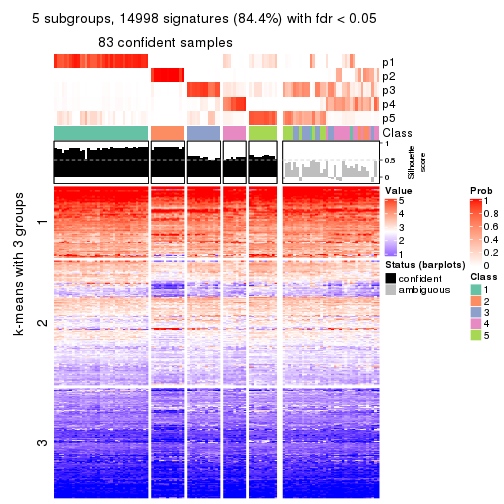 5 subgroups, 14998 signatures (84.4%) with fdr < 0.05
83 confident samples
p1
p2
p3
p4
p5
Class
1
0.5
0
Silhouette
score
k-means with 3 groups
1
2
3
Value
5
4
3
2
1
Status (barplots)
confident
ambiguous
Prob
1
0.8
0.6
0.4
0.2
0
Class
1
2
3
4
5